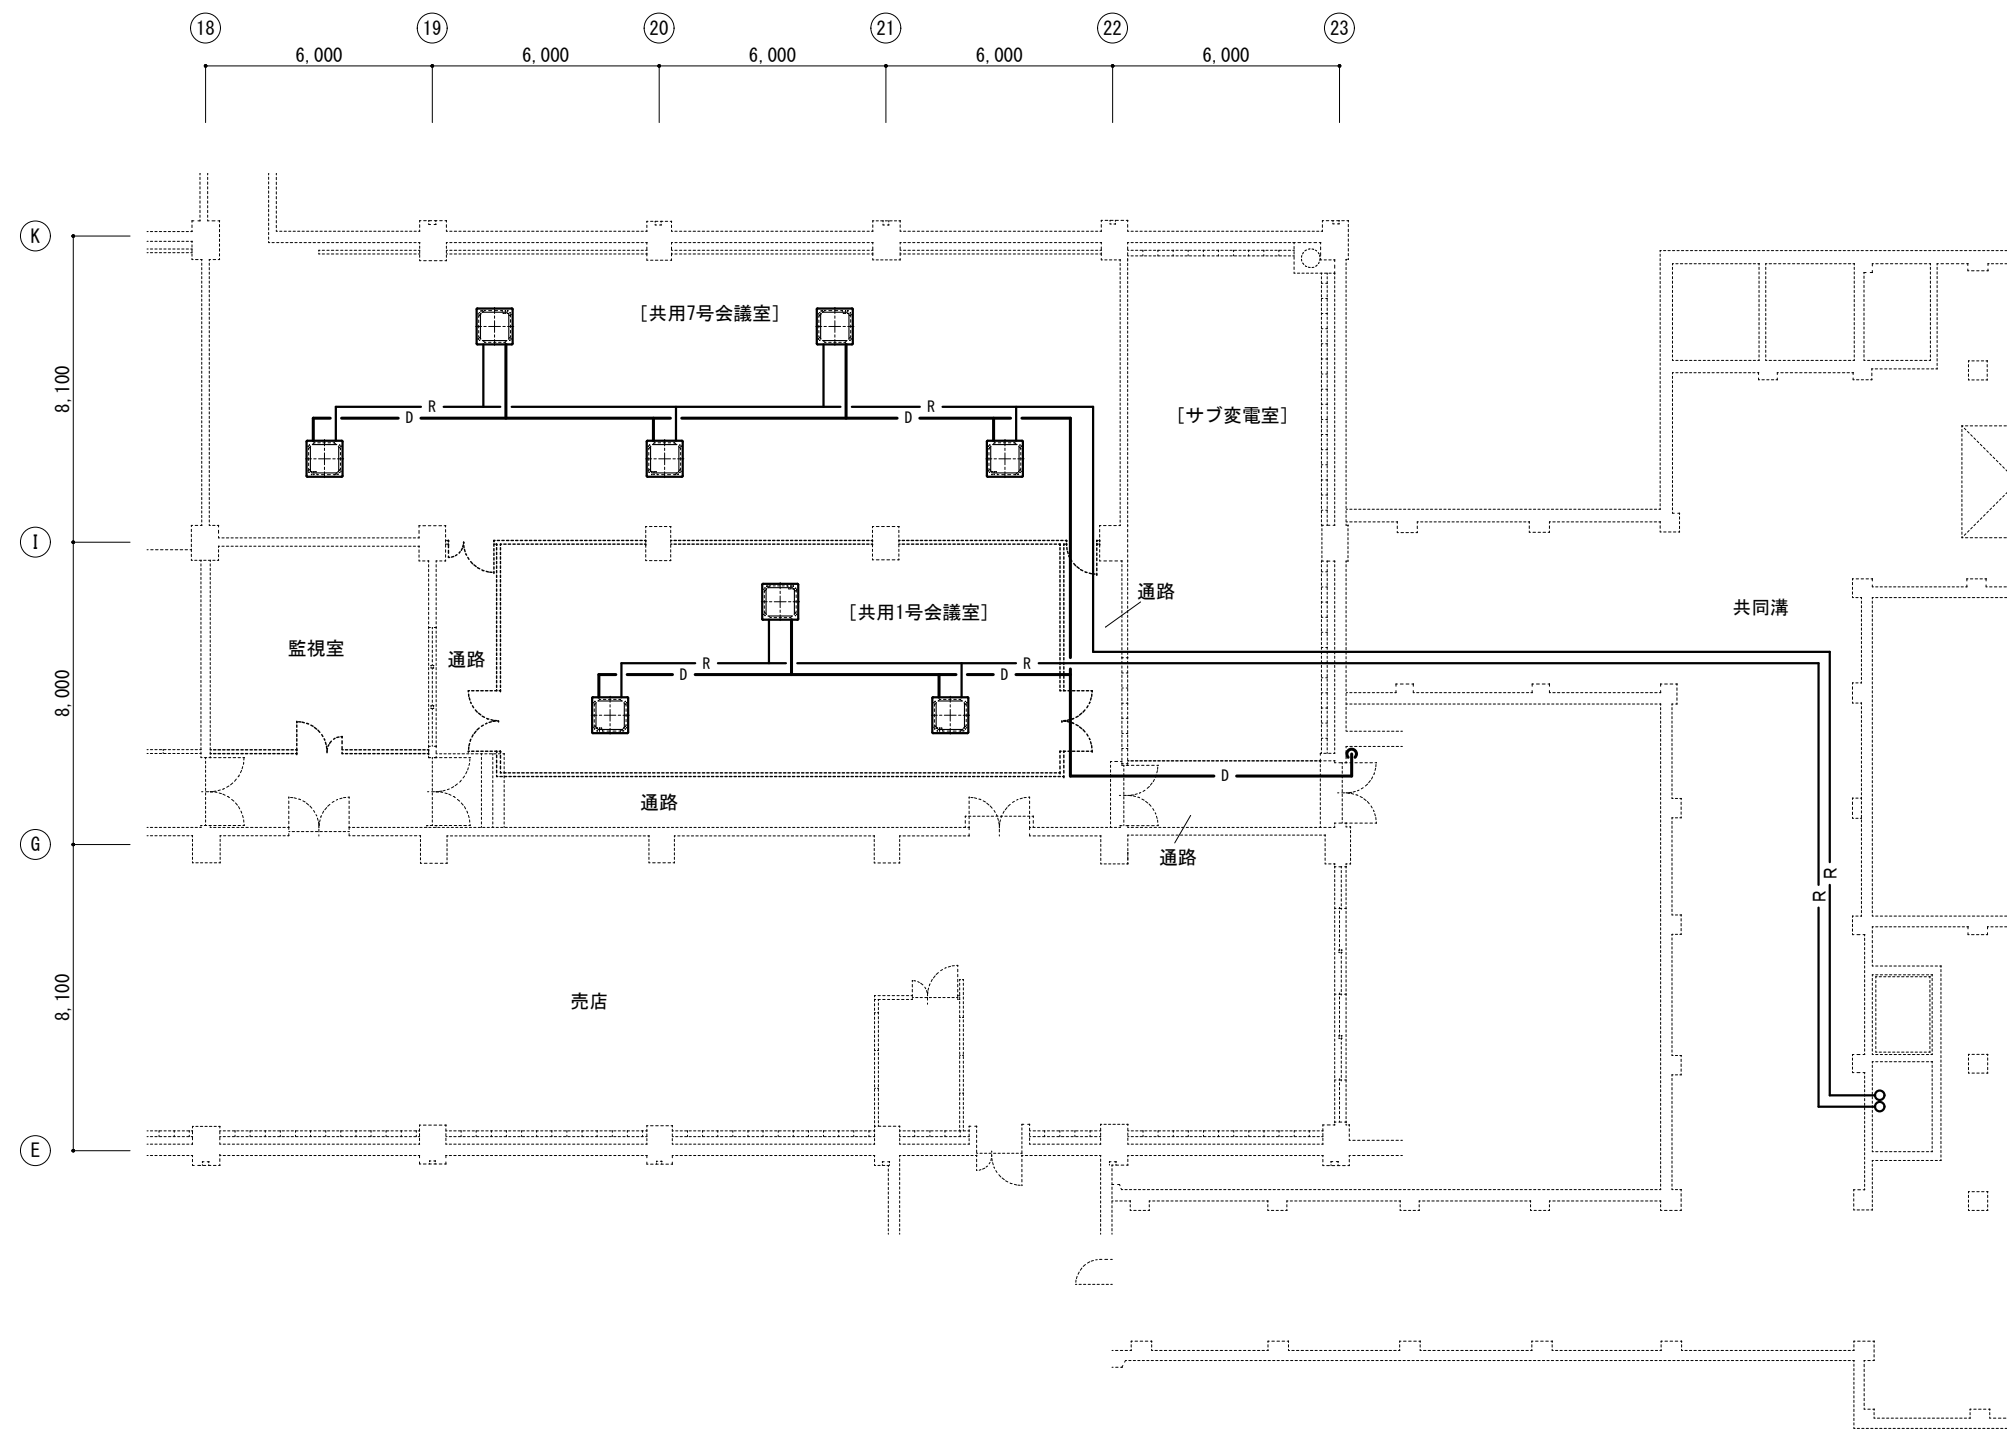 18 19 20 21 22 23
6,000 6,000 6,000 6,000 6,000
K
[共用7号会議室]
8,100
R R
D D
[サブ変電室]
I
通路
[共用1号会議室]
共同溝
監視室
通路
R R
D D
8,000
D
通路
G
通路
R
R
売店
8,100
E